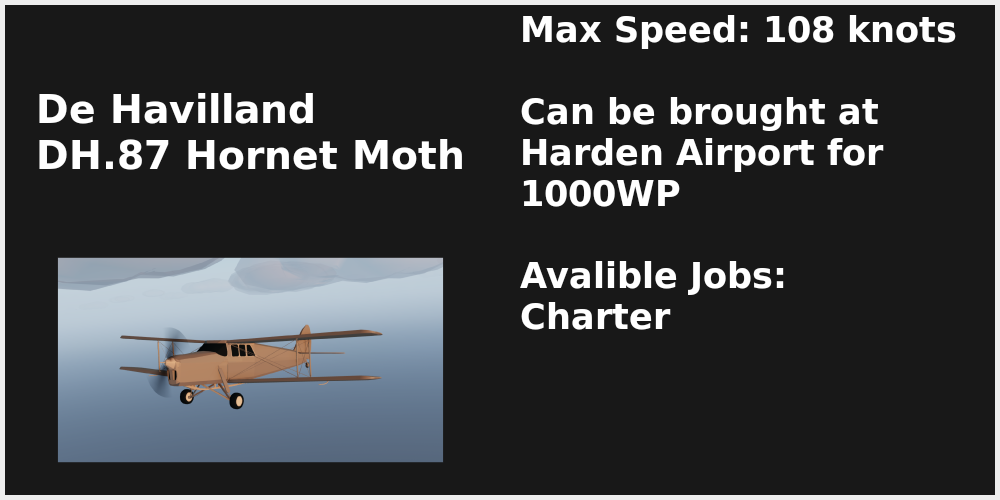 De Havilland
DH.87 Hornet Moth
Max Speed: 108 knots
Can be brought at
Harden Airport for
1000WP
Avalible Jobs:
Charter